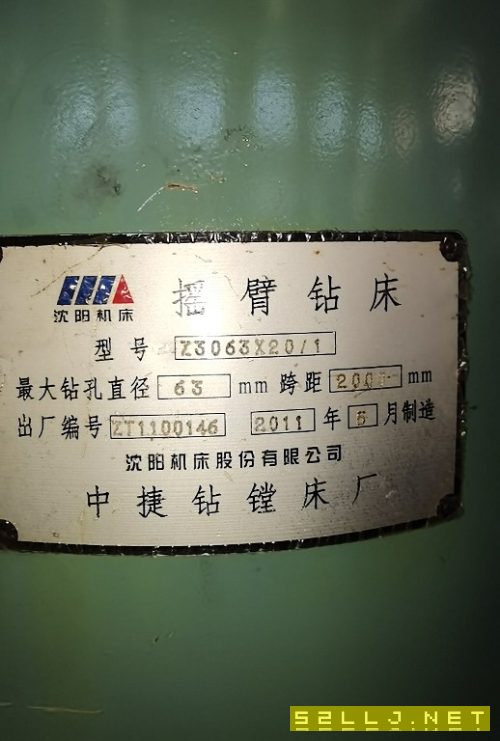 摇臂钻床
沈阳机床
型号 Z3063X20/1
最大钻孔直径 63 mm 跨距 mm
出厂编号 ZT1100146 2011 年 月制造
沈阳机床股份有限公司
中捷钻镗床厂
52LLJ.NET